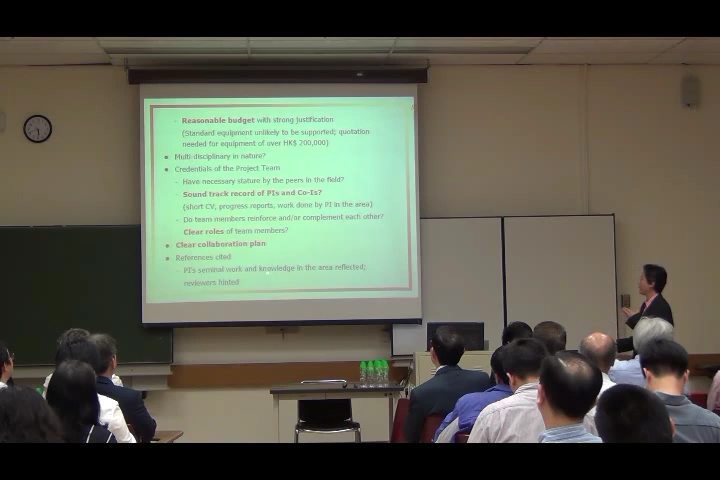 - Reasonable budget with strong justification
(Standard equipment unlikely to be supported; quotation
needed for equipment of over HK$ 200,000)
Multi-disciplinary in nature?
Credentials of the Project Team
- Have necessary stature by the peers in the field?
- Sound track record of PIs and Co-Is?
(short CV, progress reports, work done by PI in the area)
- Do team members reinforce and/or complement each other?
Clear roles of team members?
Clear collaboration plan
References cited
- PI's seminal work and knowledge in the area reflected;
reviewers hinted